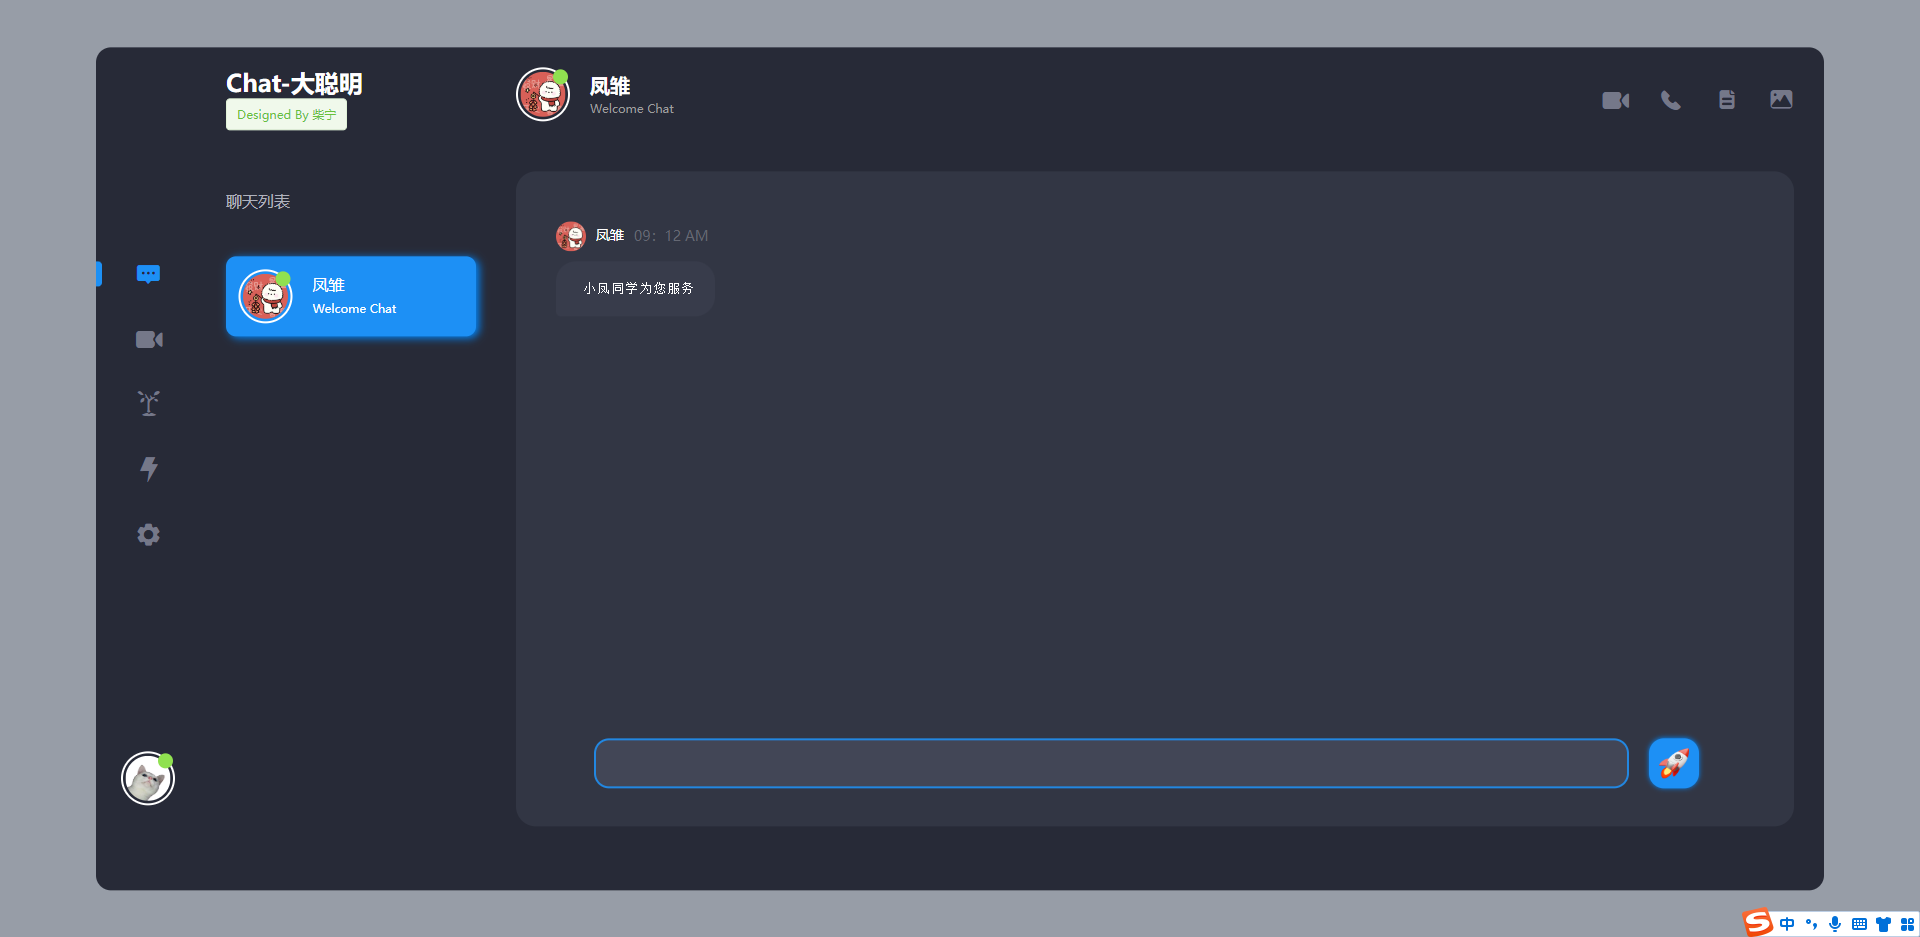 Chat-大聪明
Designed By 柴宁
聊天列表
凤雏
Welcome Chat
凤雏
Welcome Chat
凤雏 09：12 AM
小凤同学为您服务
中